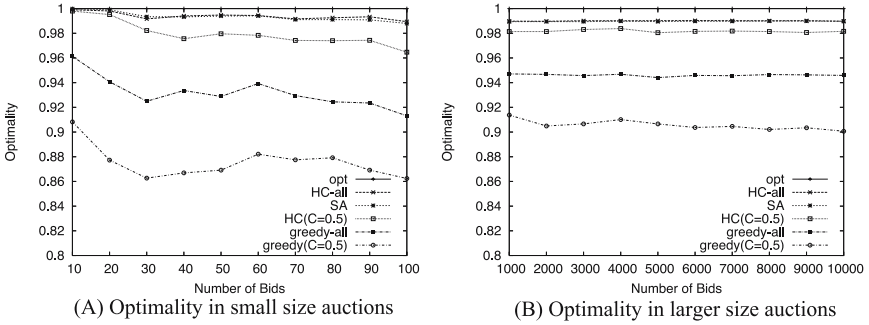 1
0.98
0.96
0.94
0.92
0.9
0.88
0.86
0.84
0.82
0.8
Optimality
opt
HC-all
SA
HC(C=0.5)
greedy-all
greedy(C=0.5)
10 20 30 40 50 60 70 80 90 100
Number of Bids
(A) Optimality in small size auctions
1
0.98
0.96
0.94
0.92
0.9
0.88
0.86
0.84
0.82
0.8
Optimality
opt
HC-all
SA
HC(C=0.5)
greedy-all
greedy(C=0.5)
1000 2000 3000 4000 5000 6000 7000 8000 9000 10000
Number of Bids
(B) Optimality in larger size auctions